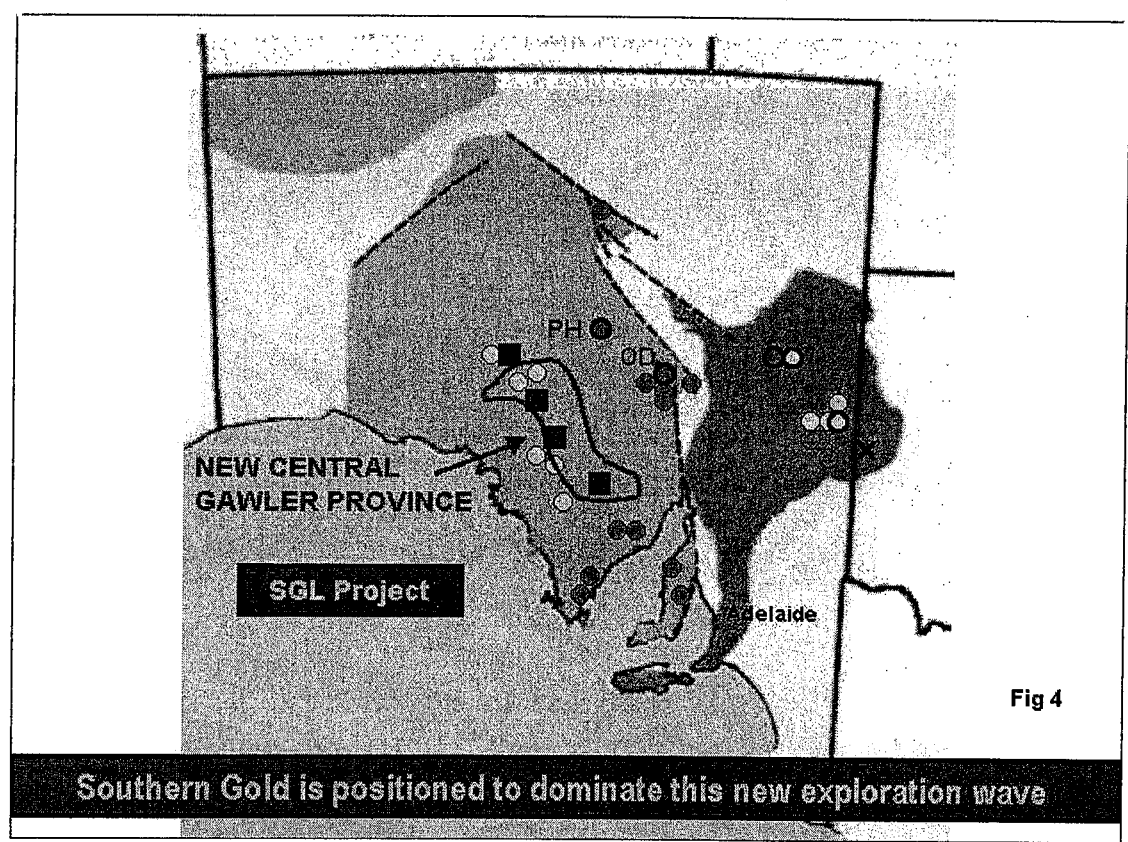 PH
OD
NEW CENTRAL
GAWLER PROVINCE
SGL Project
Adelaide
Fig 4
Southern Gold is positioned to dominate this new exploration wave